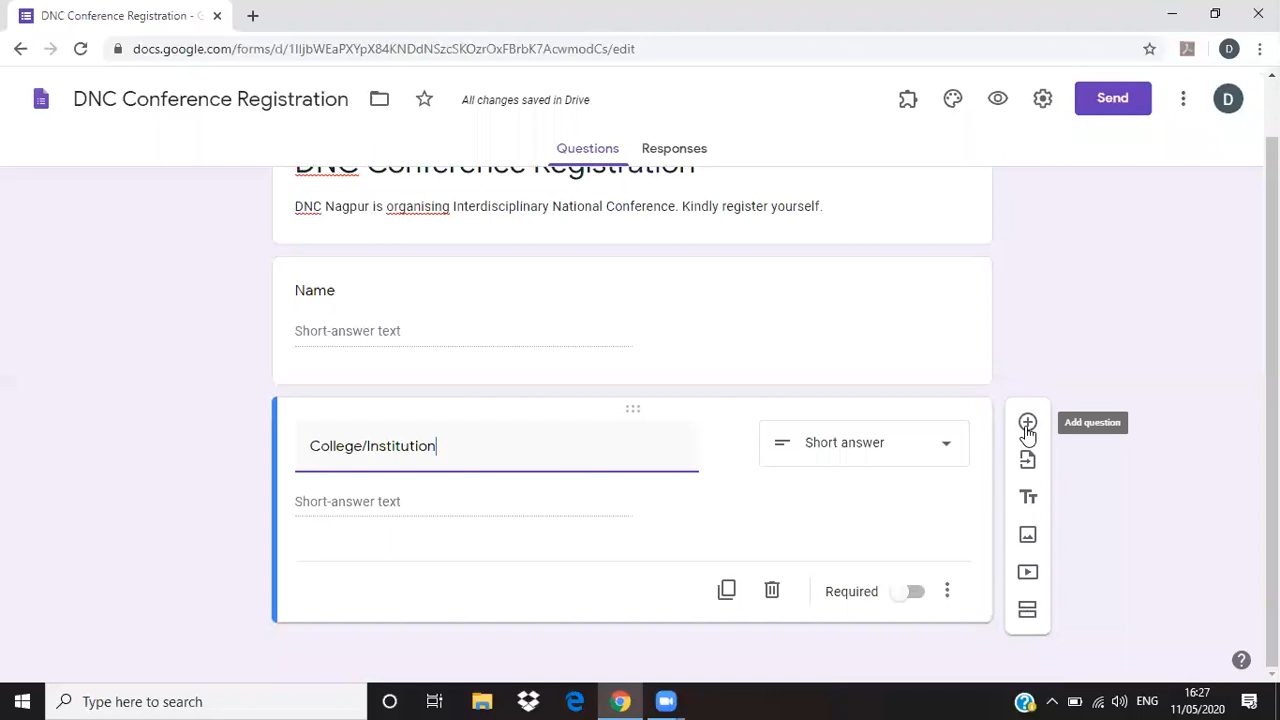 DNC Conference Registration - G
docs.google.com/forms/d/1IIjbWEaPXYpX84KNDdNSzcSKOzrOxFBrbK7AcwmodCs/edit
D
DNC Conference Registration
All changes saved in Drive
Send
D
Questions
Responses
DNC Conference Registration
DNC Nagpur is organising Interdisciplinary National Conference. Kindly register yourself.
Name
Short-answer text
College/Institution
Short answer
Add question
Tt
Short-answer text
Required
Type here to search
ENG
16:27
11/05/2020